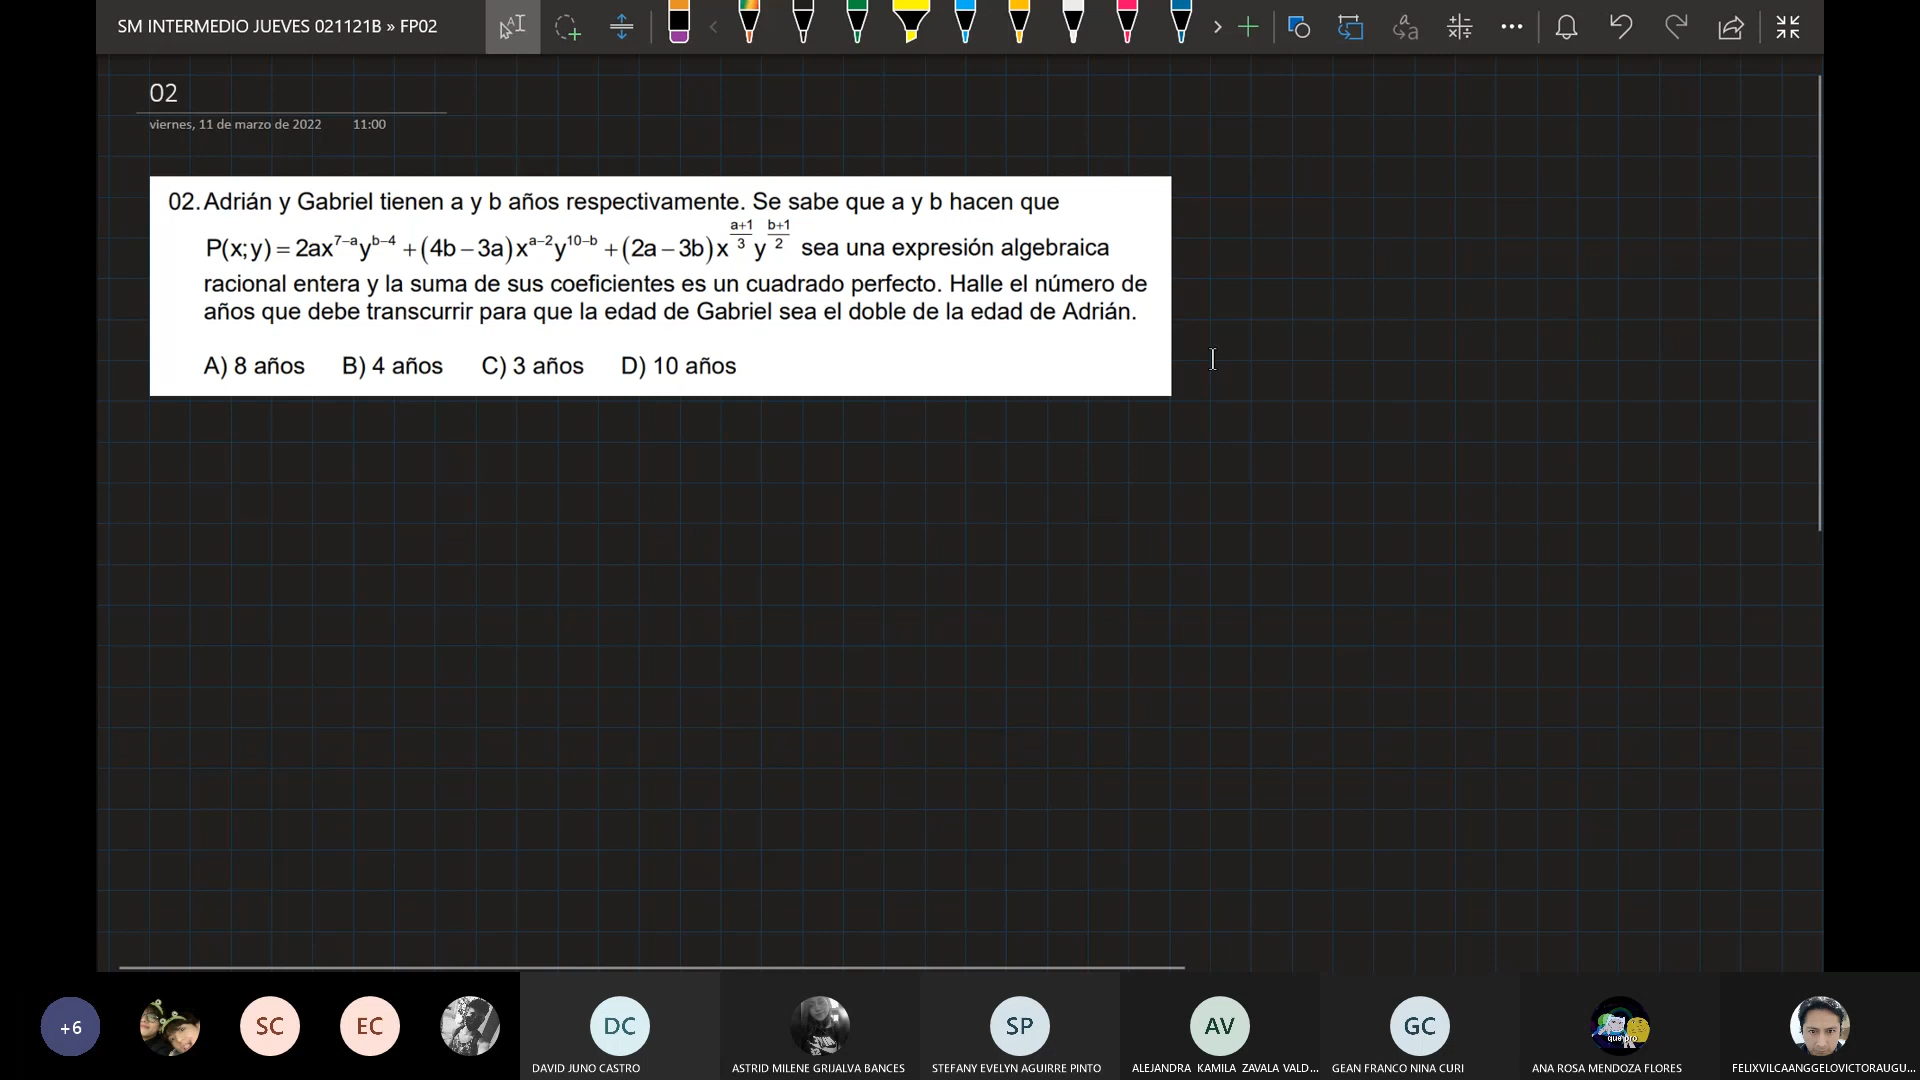 SM INTERMEDIO JUEVES 021121B » FP02
02
viernes, 11 de marzo de 2022 11:00
02. Adrián y Gabriel tienen a y b años respectivamente. Se sabe que a y b hacen que
P(x;y) = 2ax^{7-a}y^{b-4} + (4b-3a)x^{a-2}y^{10-b} + (2a-3b)x^{\frac{a+1}{3}}y^{\frac{b+1}{2}} sea una expresión algebraica
racional entera y la suma de sus coeficientes es un cuadrado perfecto. Halle el número de
años que debe transcurrir para que la edad de Gabriel sea el doble de la edad de Adrián.
A) 8 años B) 4 años C) 3 años D) 10 años
+6
SC
EC
DC
SP
AV
GC
que pro
DAVID JUNO CASTRO
ASTRID MILENE GRIJALVA BANCES
STEFANY EVELYN AGUIRRE PINTO
ALEJANDRA KAMILA ZAVALA VALD...
GEAN FRANCO NINA CURI
ANA ROSA MENDOZA FLORES
FELIXVILCAANGGELOVICTORAUGU...